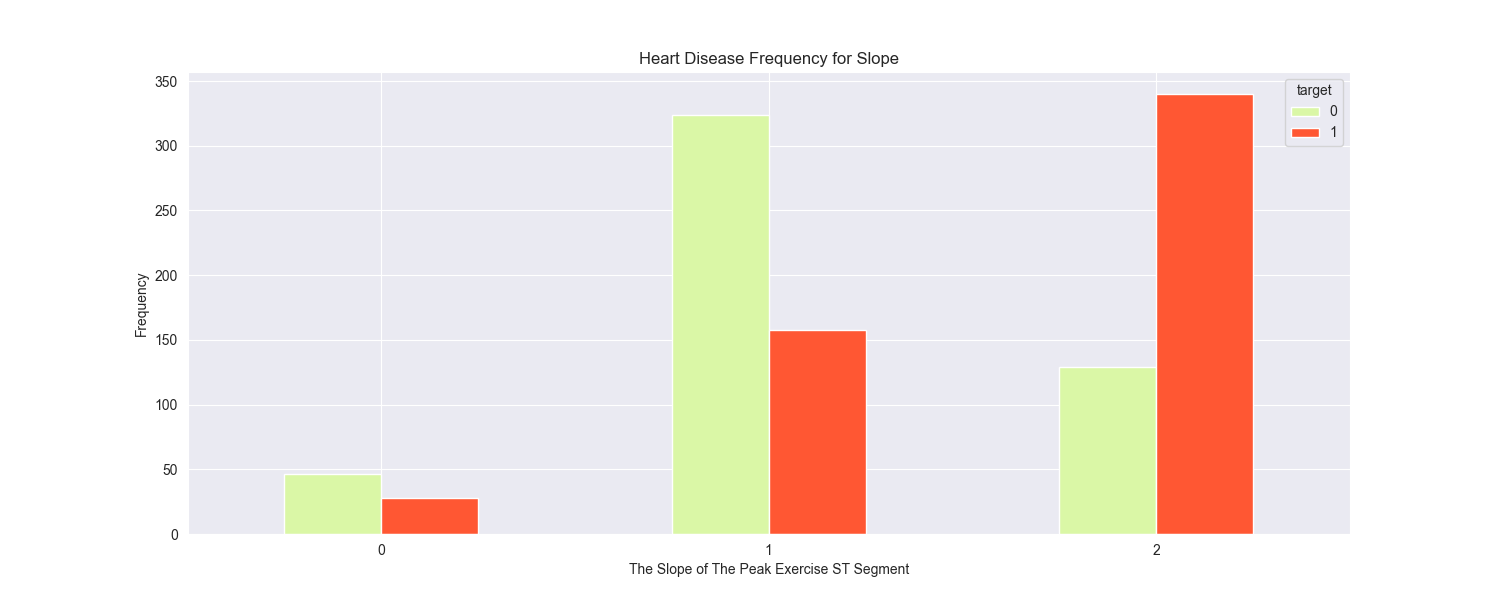 Heart Disease Frequency for Slope
target
0
1
350
300
250
200
150
100
50
0
Frequency
0 1 2
The Slope of The Peak Exercise ST Segment